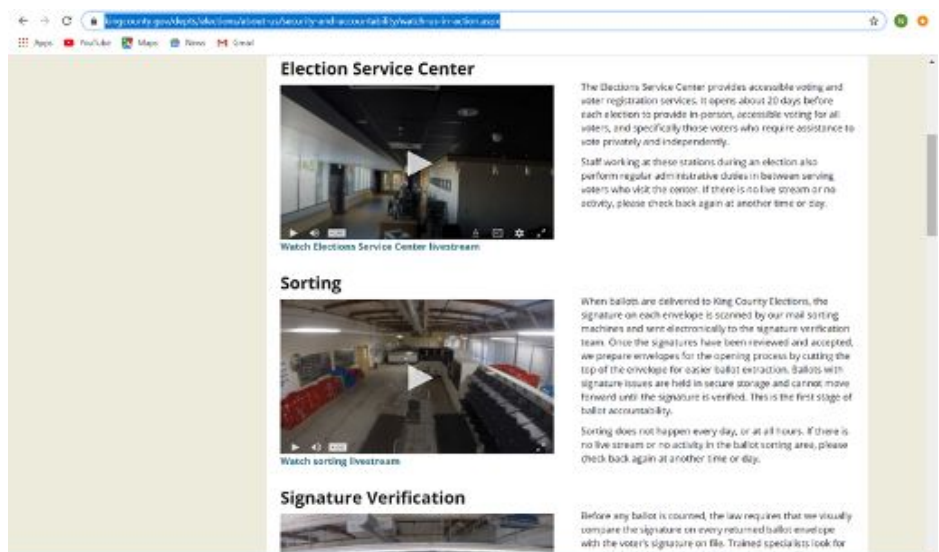 kingcounty.gov/depts/elections/about-us/security-and-accountability/watch-us-in-action.aspx
Apps YouTube Maps News Gmail
Election Service Center
The Elections Service Center provides accessible voting and
voter registration services. It opens about 20 days before
each election to provide in-person, accessible voting for all
voters, and specifically those voters who require assistance to
vote privately and independently.
Staff working at these stations during an election also
perform regular administrative duties in between serving
voters who visit the center. If there is no live stream or no
activity, please check back again at another time or day.
Watch Elections Service Center livestream
Sorting
When ballots are delivered to King County Elections, the
signature on each envelope is scanned by our mail sorting
machines and sent electronically to the signature verification
team. Once the signatures have been reviewed and accepted,
we prepare envelopes for the opening process by cutting the
top of the envelope for easier ballot extraction. Ballots with
signature issues are held in secure storage and cannot move
forward until the signature is verified. This is the first stage of
ballot accountability.
Sorting does not happen every day, or at all hours. If there is
no live stream or no activity in the ballot sorting area, please
check back again at another time or day.
Watch sorting livestream
Signature Verification
Before any ballot is counted, the law requires that we visually
compare the signature on every returned ballot envelope
with the voter's signature on file. Trained specialists look for